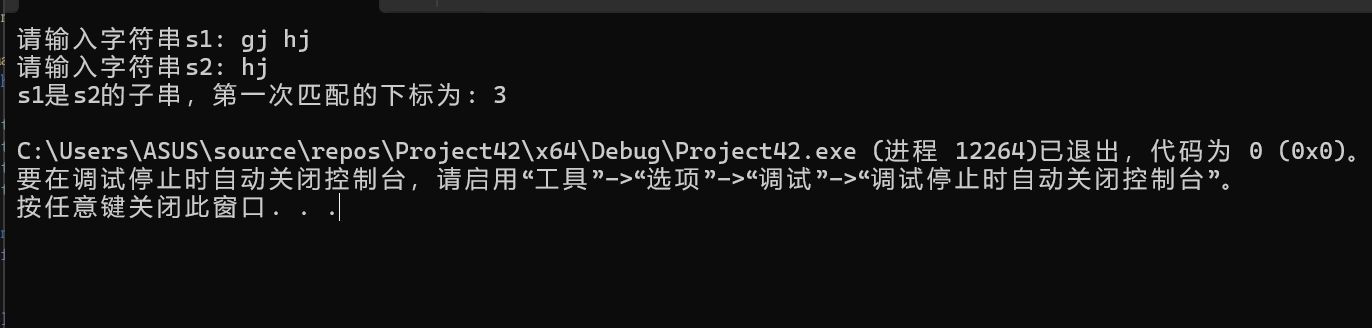 请输入字符串s1: gj hj
请输入字符串s2: hj
s1是s2的子串，第一次匹配的下标为: 3
C:\Users\ASUS\source\repos\Project42\x64\Debug\Project42.exe (进程 12264)已退出，代码为 0 (0x0)。
要在调试停止时自动关闭控制台，请启用“工具”->“选项”->“调试”->“调试停止时自动关闭控制台”。
按任意键关闭此窗口. . .